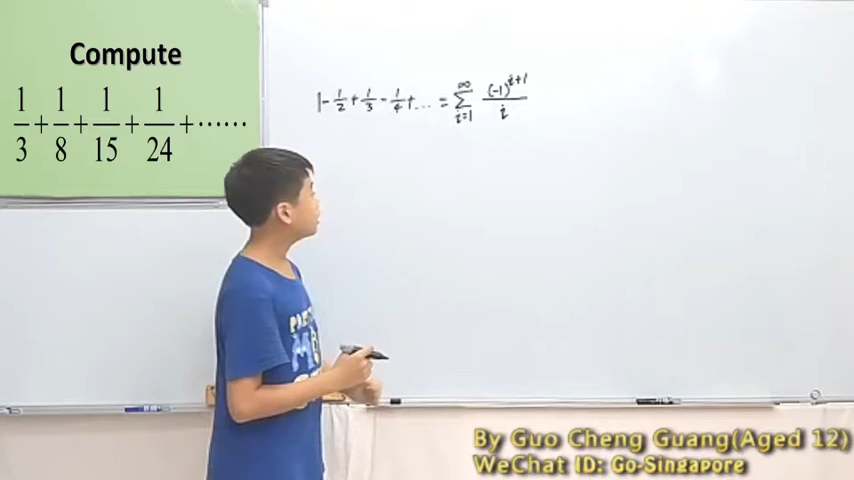 Compute
1/3 + 1/8 + 1/15 + 1/24 + ……
1 - 1/2 + 1/3 - 1/4 + ... = ∑_{i=1}^{∞} (-1)^{i+1}/i
By Guo Cheng Guang(Aged 12)
WeChat ID: Go-Singapore